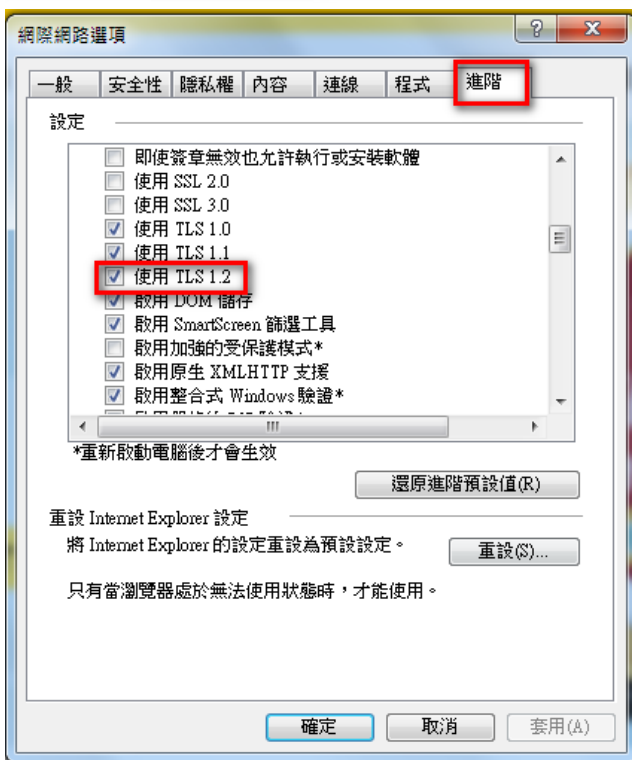 網際網路選項
一般 安全性 隱私權 內容 連線 程式 進階
設定
即使簽章無效也允許執行或安裝軟體
使用 SSL 2.0
使用 SSL 3.0
使用 TLS 1.0
使用 TLS 1.1
使用 TLS 1.2
啟用 DOM 儲存
啟用 SmartScreen 篩選工具
啟用加強的受保護模式*
啟用原生 XMLHTTP 支援
啟用整合式 Windows 驗證*
*重新啟動電腦後才會生效
還原進階預設值(R)
重設 Internet Explorer 設定
將 Internet Explorer 的設定重設為預設設定。
重設(S)...
只有當瀏覽器處於無法使用狀態時，才能使用。
確定 取消 套用(A)